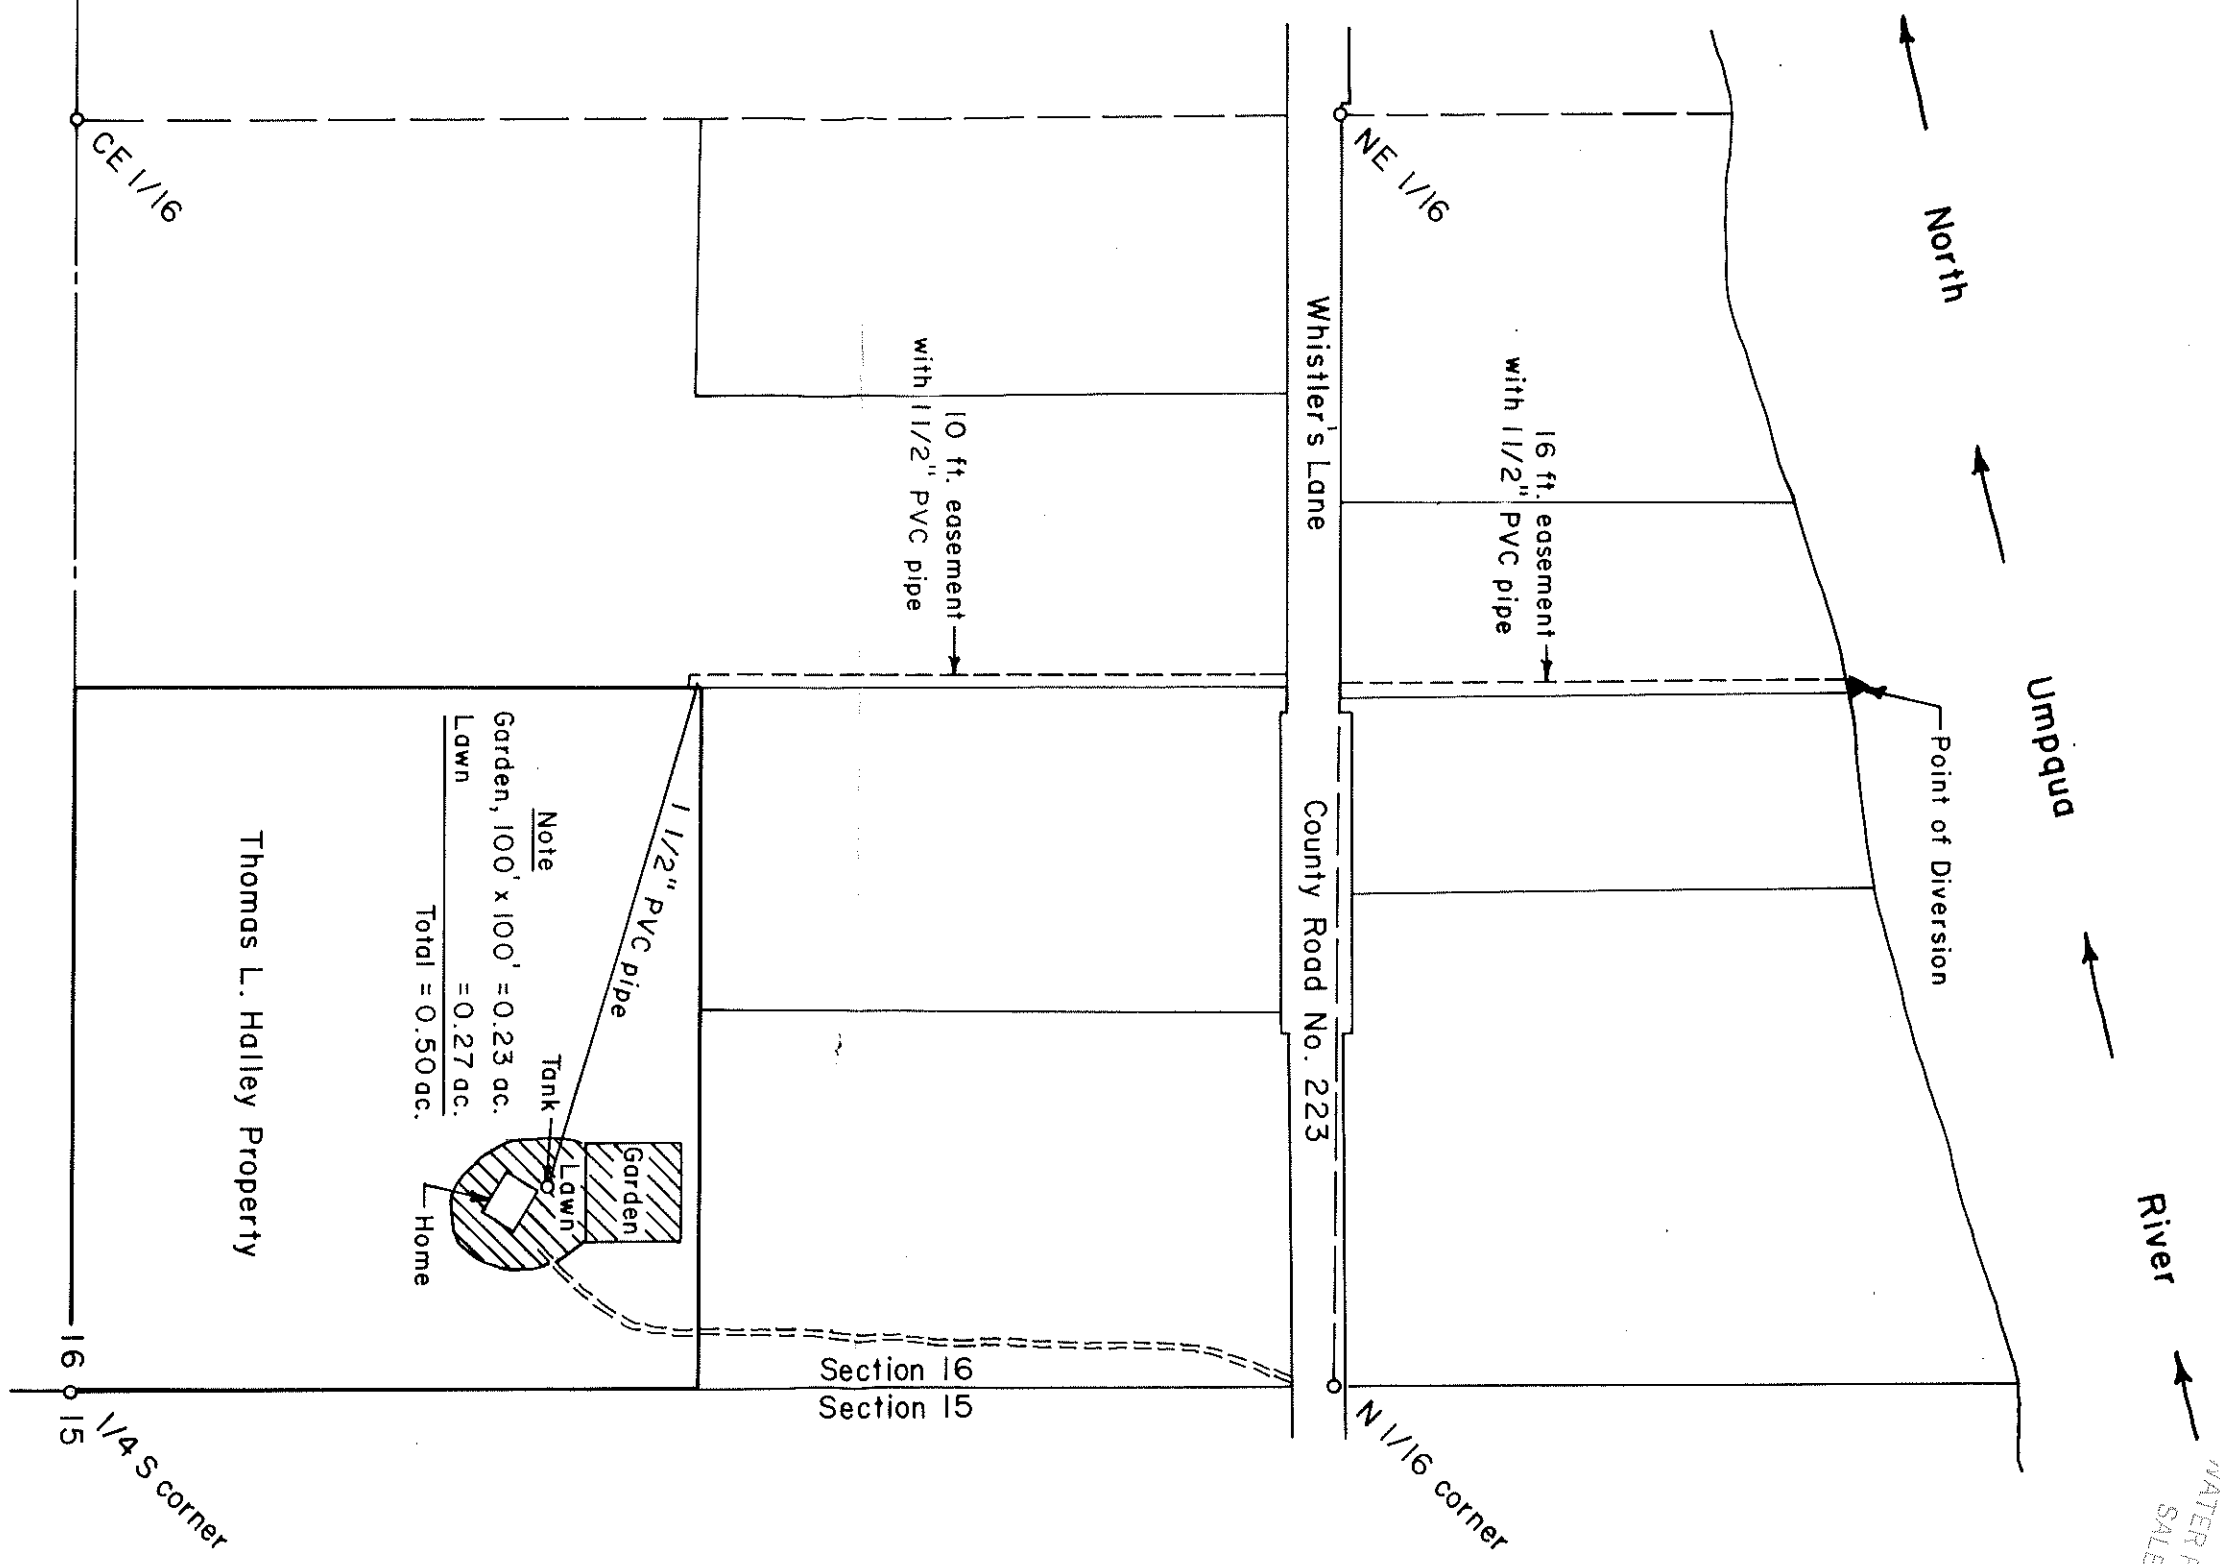 North
Umpqua
River
Point of Diversion
NE 1/16
16 ft. easement
with 1 1/2" PVC pipe
N 1/16 corner
Whistler's Lane
County Road No. 223
10 ft. easement
with 1 1/2" PVC pipe
Section 16
Section 15
1 1/2" PVC pipe
Note
Garden, 100' x 100' = 0.23 ac.
Lawn = 0.27 ac.
Total = 0.50 ac.
Tank
Garden
Lawn
Home
Thomas L. Halley Property
CE 1/16
16
15
1/4 S corner
WATER
SALE